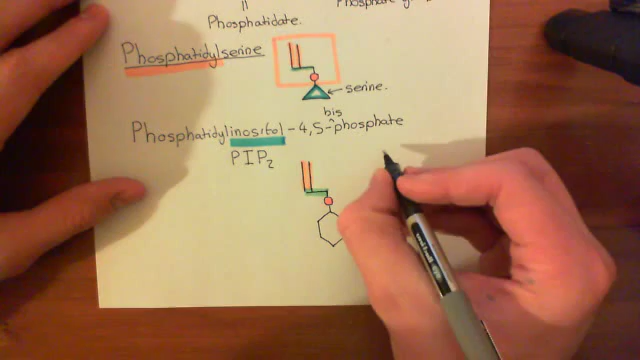 Phosphatidate.
Phosphatidylserine
serine.
bis
Phosphatidylinositol-4,5-phosphate
PIP2